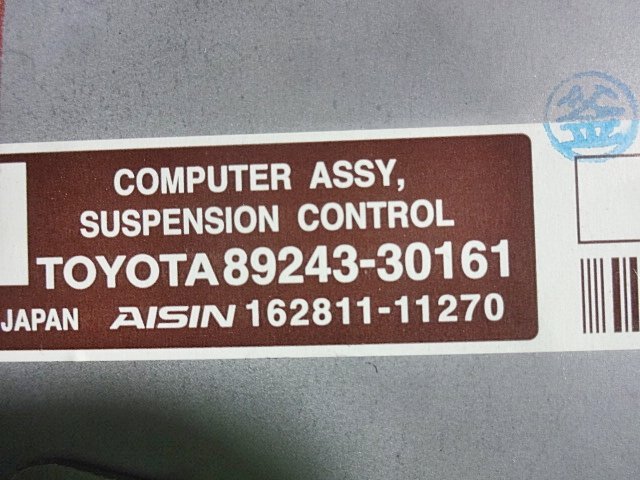 COMPUTER ASSY,
SUSPENSION CONTROL
TOYOTA 89243-30161
JAPAN AISIN 162811-11270